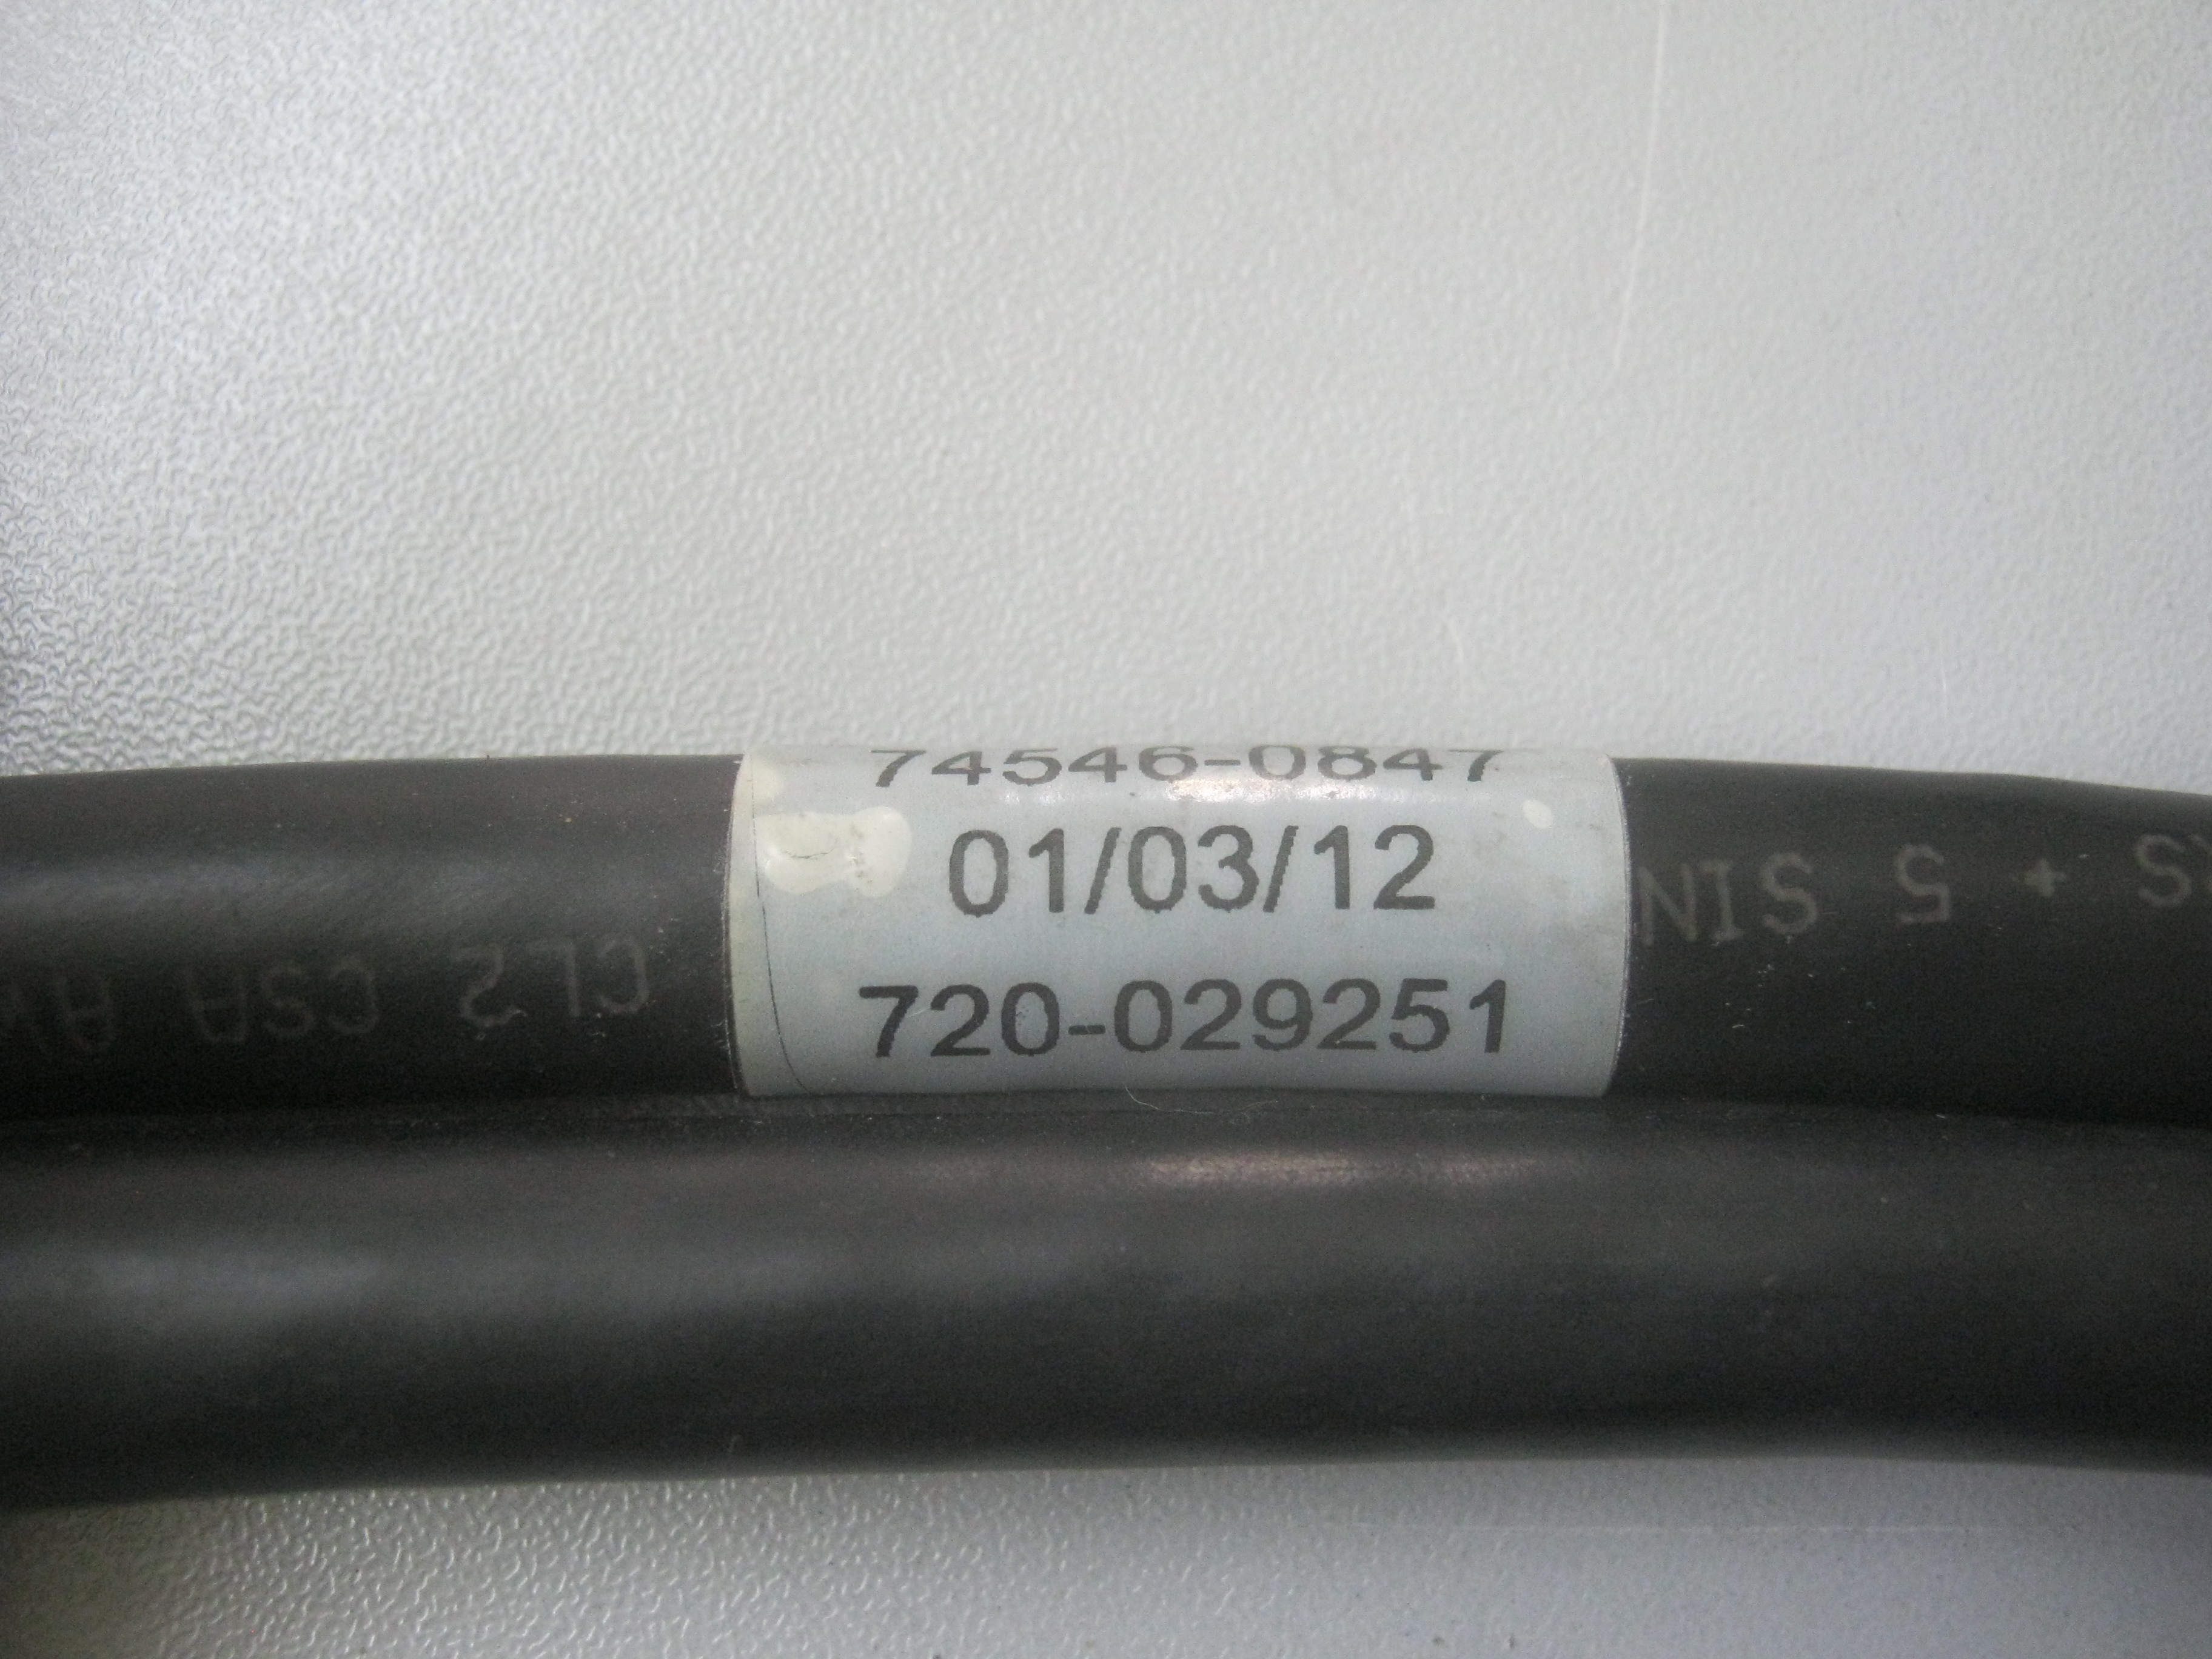 74546-0847
01/03/12
720-029251
CL2 CSA
+ 5 SIN